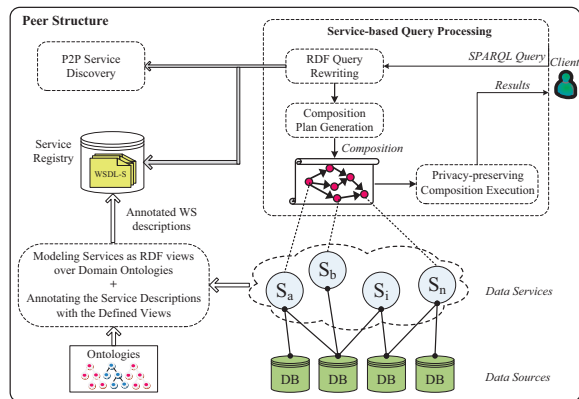 Peer Structure
Service-based Query Processing
P2P Service
Discovery
RDF Query
Rewriting
SPARQL Query
Client
Results
Composition
Plan Generation
Composition
Service
Registry
WSDL-S
Privacy-preserving
Composition Execution
Annotated WS
descriptions
Modeling Services as RDF views
over Domain Ontologies
+
Annotating the Service Descriptions
with the Defined Views
Sa
Sb
Si
Sn
Data Services
Ontologies
DB
DB
DB
DB
Data Sources